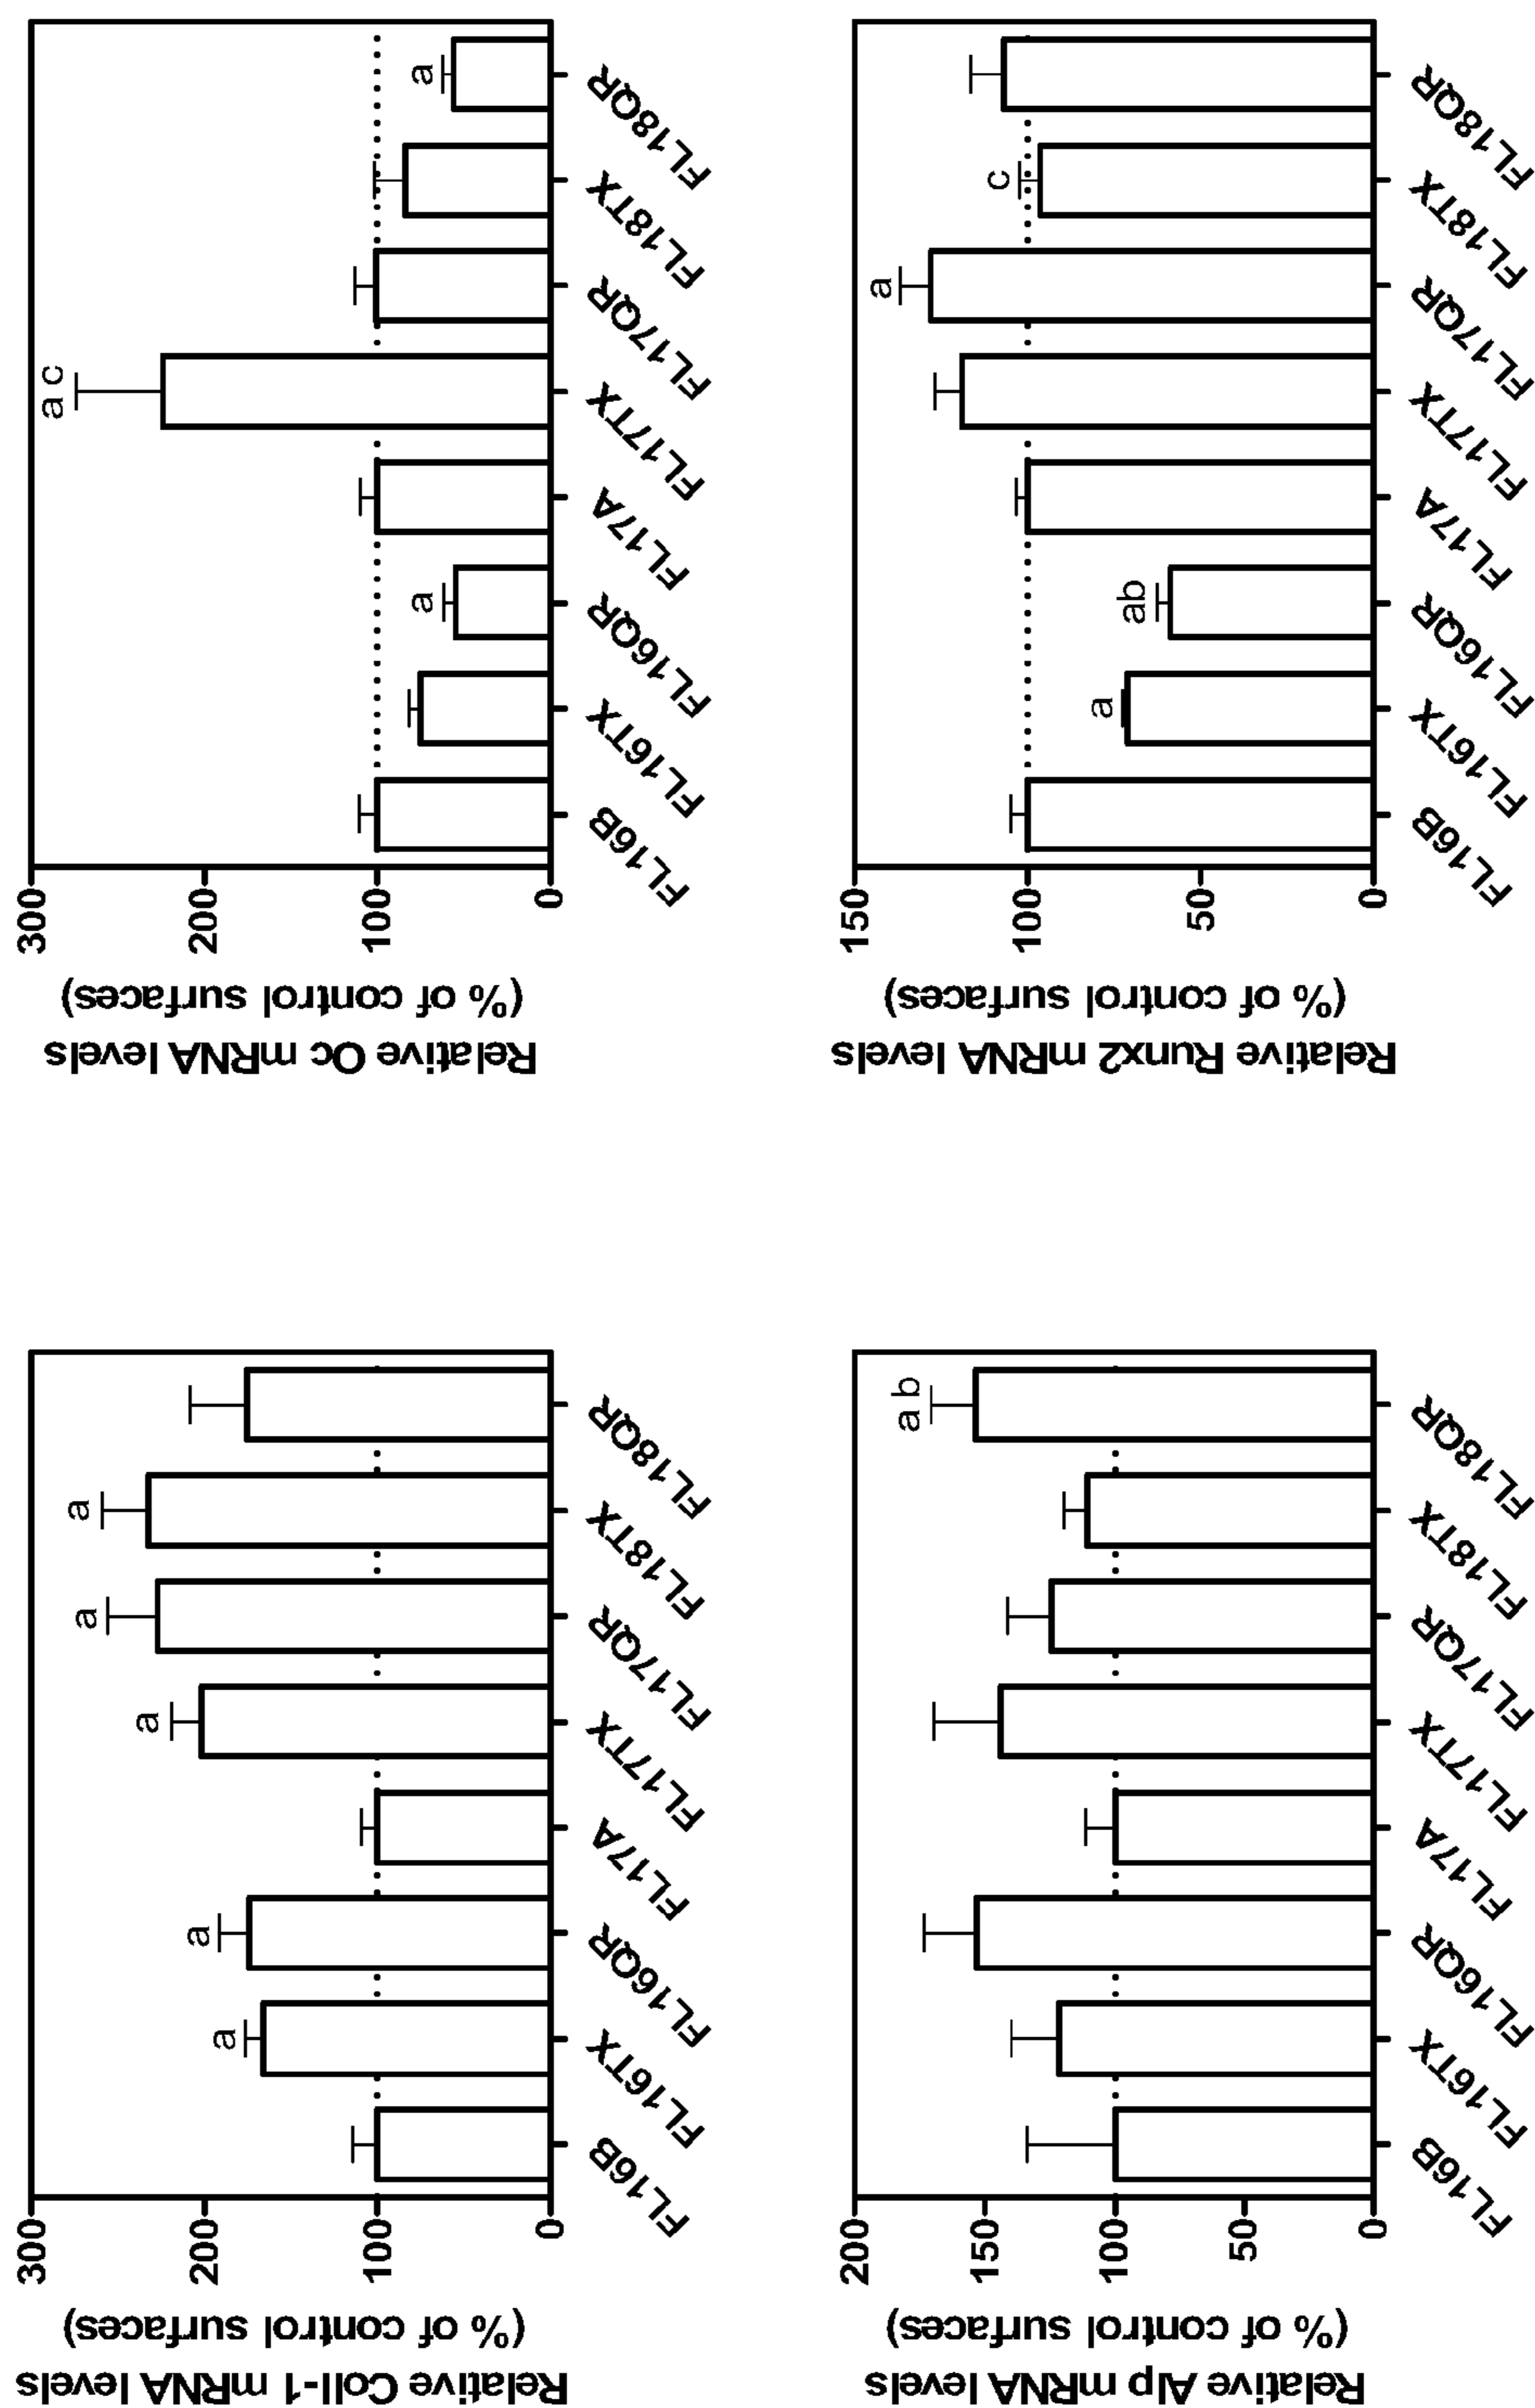 Relative Coll-1 mRNA levels
(% of control surfaces)
300
200
100
0
a
a
a
a
a
FL16B
FL16TX
FL16QR
FL17A
FL17TX
FL17QR
FL18TX
FL18QR
Relative Oc mRNA levels
(% of control surfaces)
300
200
100
0
a
a c
a
FL16B
FL16TX
FL16QR
FL17A
FL17TX
FL17QR
FL18TX
FL18QR
Relative Alp mRNA levels
(% of control surfaces)
200
150
100
50
0
a b
FL16B
FL16TX
FL16QR
FL17A
FL17TX
FL17QR
FL18TX
FL18QR
Relative Runx2 mRNA levels
(% of control surfaces)
150
100
50
0
a
ab
a
c
FL16B
FL16TX
FL16QR
FL17A
FL17TX
FL17QR
FL18TX
FL18QR